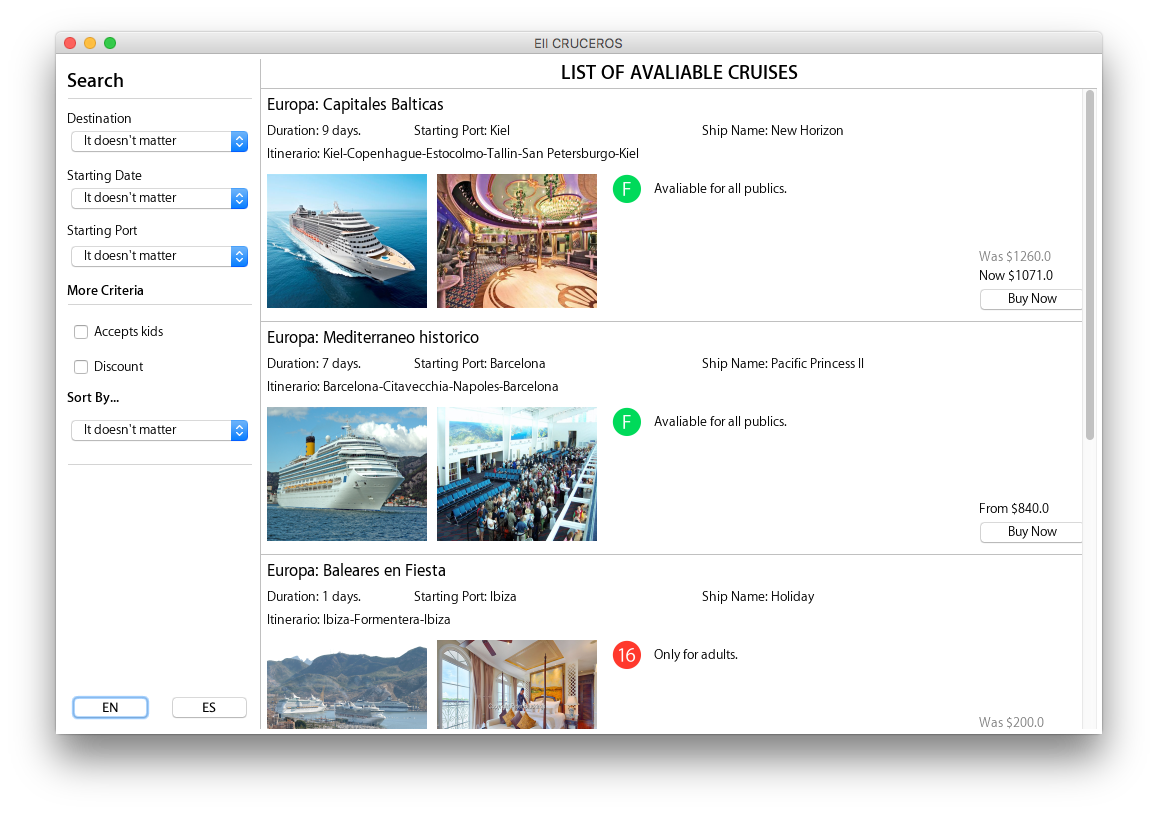 EII CRUCEROS
Search
Destination
It doesn't matter
Starting Date
It doesn't matter
Starting Port
It doesn't matter
More Criteria
Accepts kids
Discount
Sort By...
It doesn't matter
EN ES
LIST OF AVALIABLE CRUISES
Europa: Capitales Balticas
Duration: 9 days. Starting Port: Kiel Ship Name: New Horizon
Itinerario: Kiel-Copenhague-Estocolmo-Tallin-San Petersburgo-Kiel
F Avaliable for all publics.
Was $1260.0
Now $1071.0
Buy Now
Europa: Mediterraneo historico
Duration: 7 days. Starting Port: Barcelona Ship Name: Pacific Princess II
Itinerario: Barcelona-Citavecchia-Napoles-Barcelona
F Avaliable for all publics.
From $840.0
Buy Now
Europa: Baleares en Fiesta
Duration: 1 days. Starting Port: Ibiza Ship Name: Holiday
Itinerario: Ibiza-Formentera-Ibiza
16 Only for adults.
Was $200.0